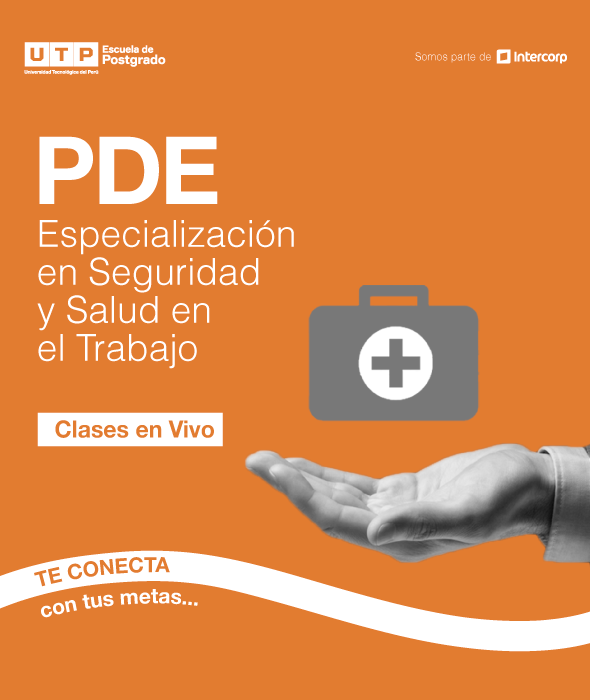 UTP
Escuela de
Postgrado
Universidad Tecnológica del Perú
Somos parte de Intercorp
PDE
Especialización
en Seguridad
y Salud en
el Trabajo
Clases en Vivo
TE CONECTA
con tus metas...